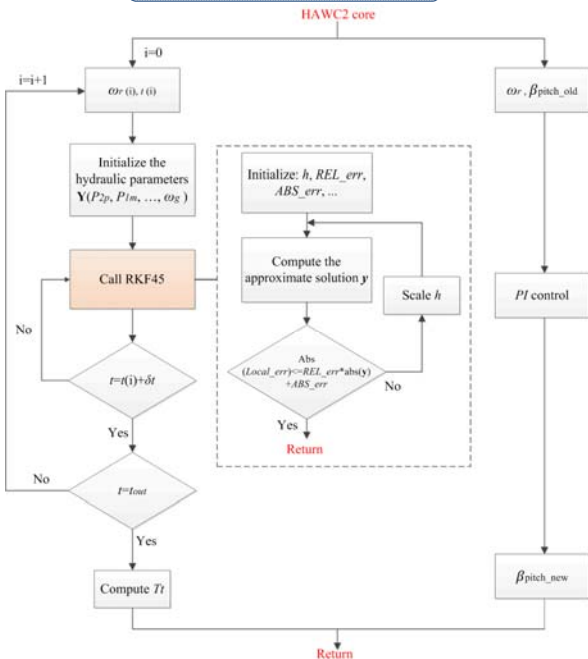 HAWC2 core
i=0
i=i+1
ωr (i), t (i)
ωr , βpitch_old
Initialize the
hydraulic parameters
Y(P2p, P1m, ..., ωg )
Initialize: h, REL_err,
ABS_err, ...
Call RKF45
Compute the
approximate solution y
Scale h
PI control
No
t=t(i)+δt
Abs
(Local_err)<=REL_err*abs(y)
+ABS_err
No
Yes
Yes
Return
No
t=tout
Yes
Compute Tt
βpitch_new
Return